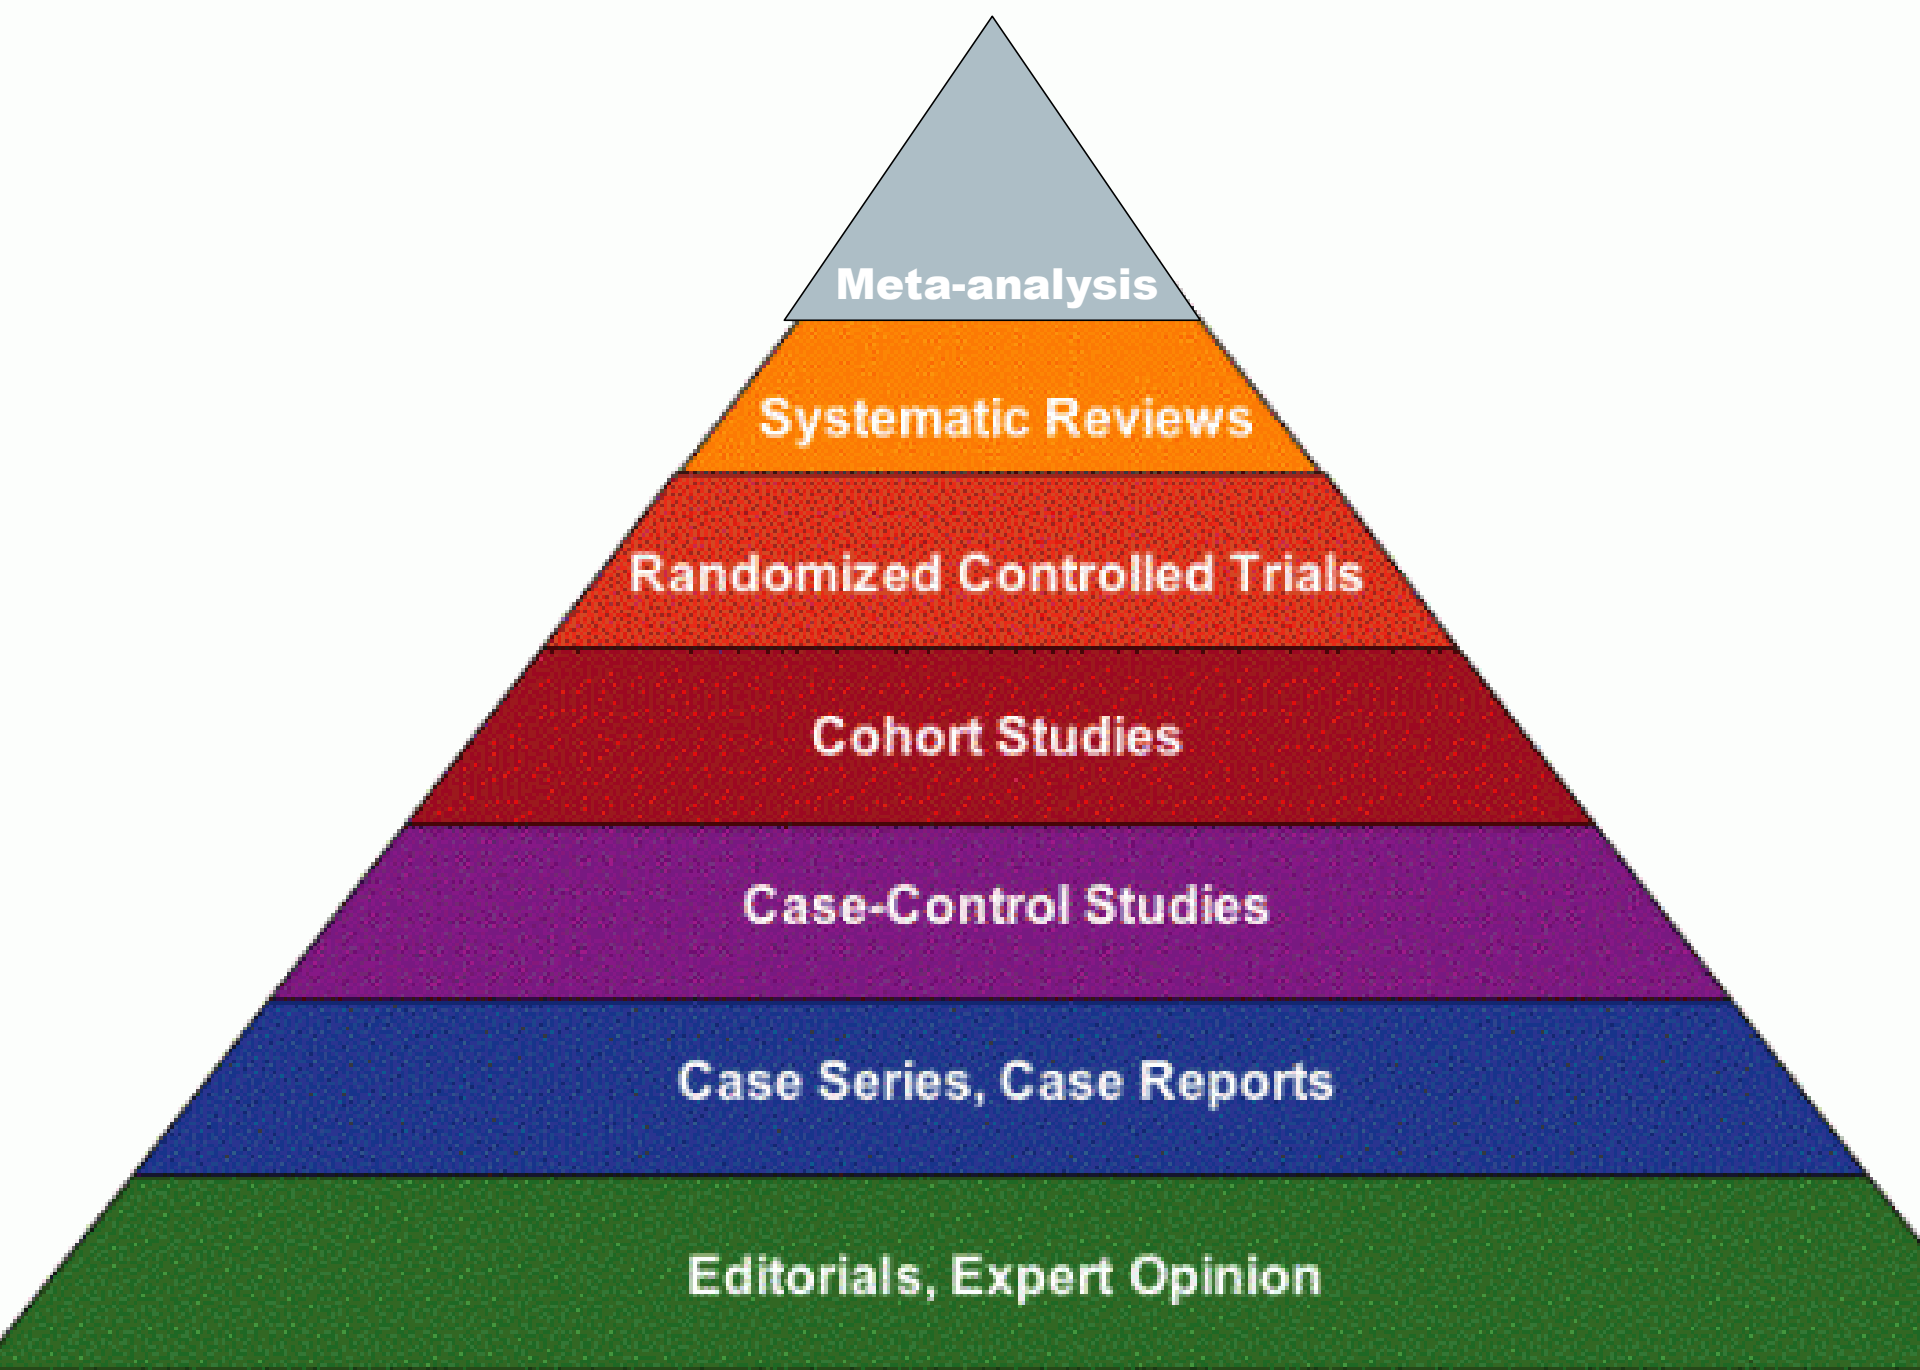 Meta-analysis
Systematic Reviews
Randomized Controlled Trials
Cohort Studies
Case-Control Studies
Case Series, Case Reports
Editorials, Expert Opinion